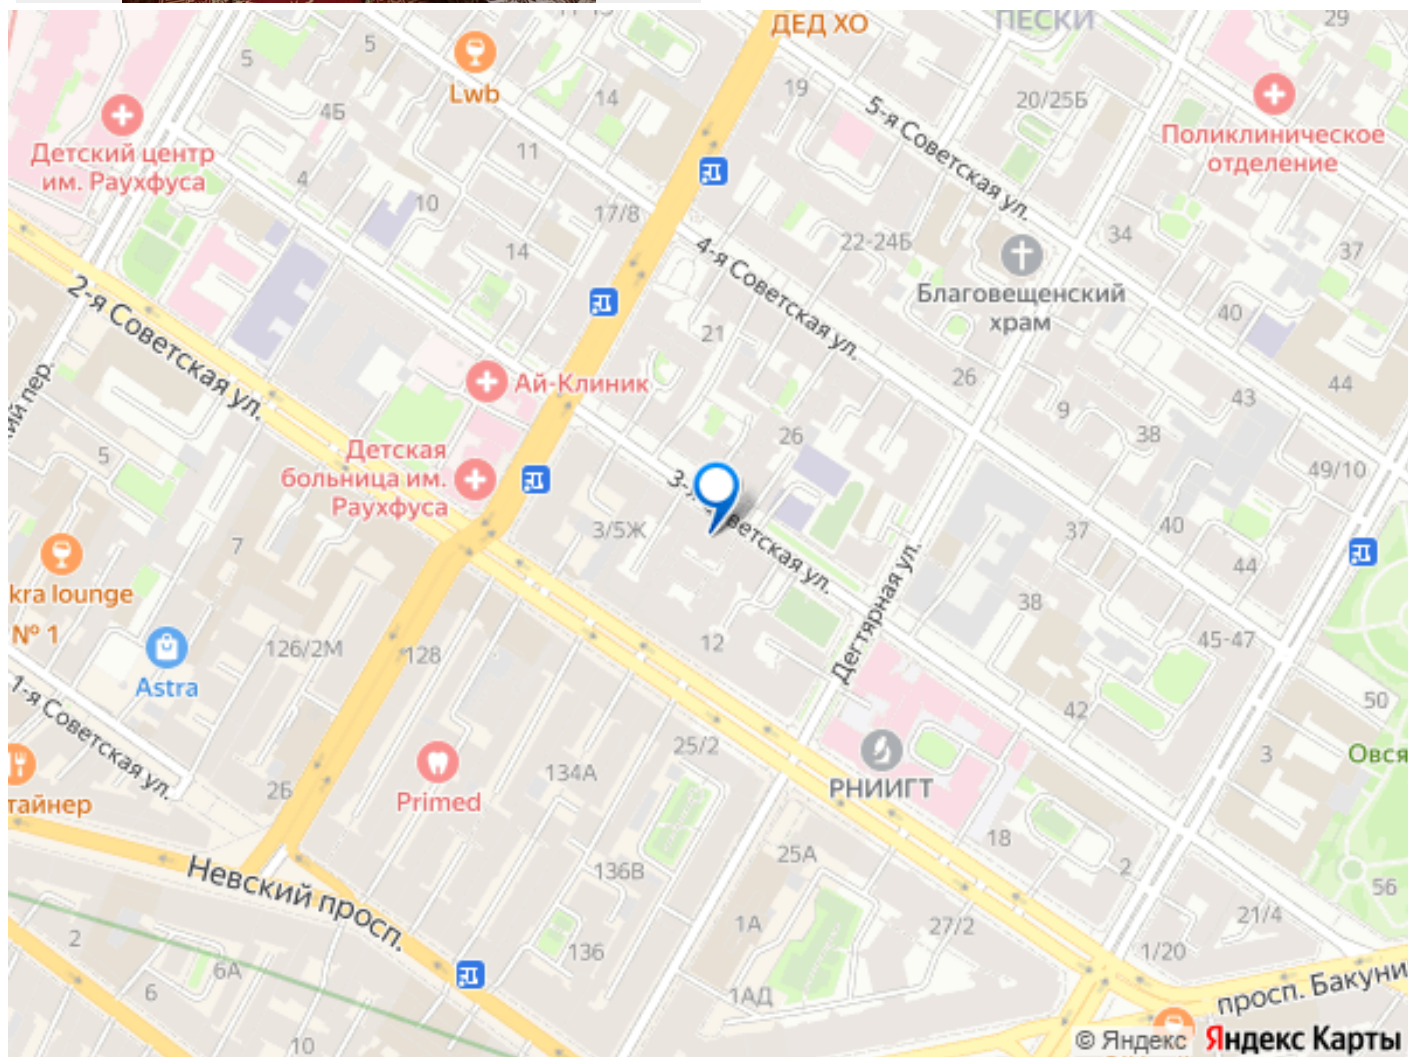 ДЕД ХО
ПЕСКИ
29
11-13
5
5
Lwb
14
19
4Б
20/25Б
5-я Советская ул.
Поликлиническое
отделение
Детский центр
им. Раухфуса
11
4
10
17/8
14
22-24Б
34
37
4-я Советская ул.
Благовещенский
храм
40
2-я Советская ул.
21
Ай-Клиник
26
44
43
9
38
ий пер.
5
Детская
больница им.
Раухфуса
26
49/10
3-я Советская ул.
3/5Ж
37
40
7
44
kra lounge
№ 1
38
Дегтярная ул.
126/2М
128
12
45-47
Astra
1-я Советская ул.
42
50
25/2
3
Овся
134А
РНИИГТ
2Б
Primed
тайнер
18
25А
2
Невский просп.
136В
56
1А
27/2
21/4
2
6А
136
1/20
6
1АД
просп. Бакуни
10
© Яндекс Яндекс Карты